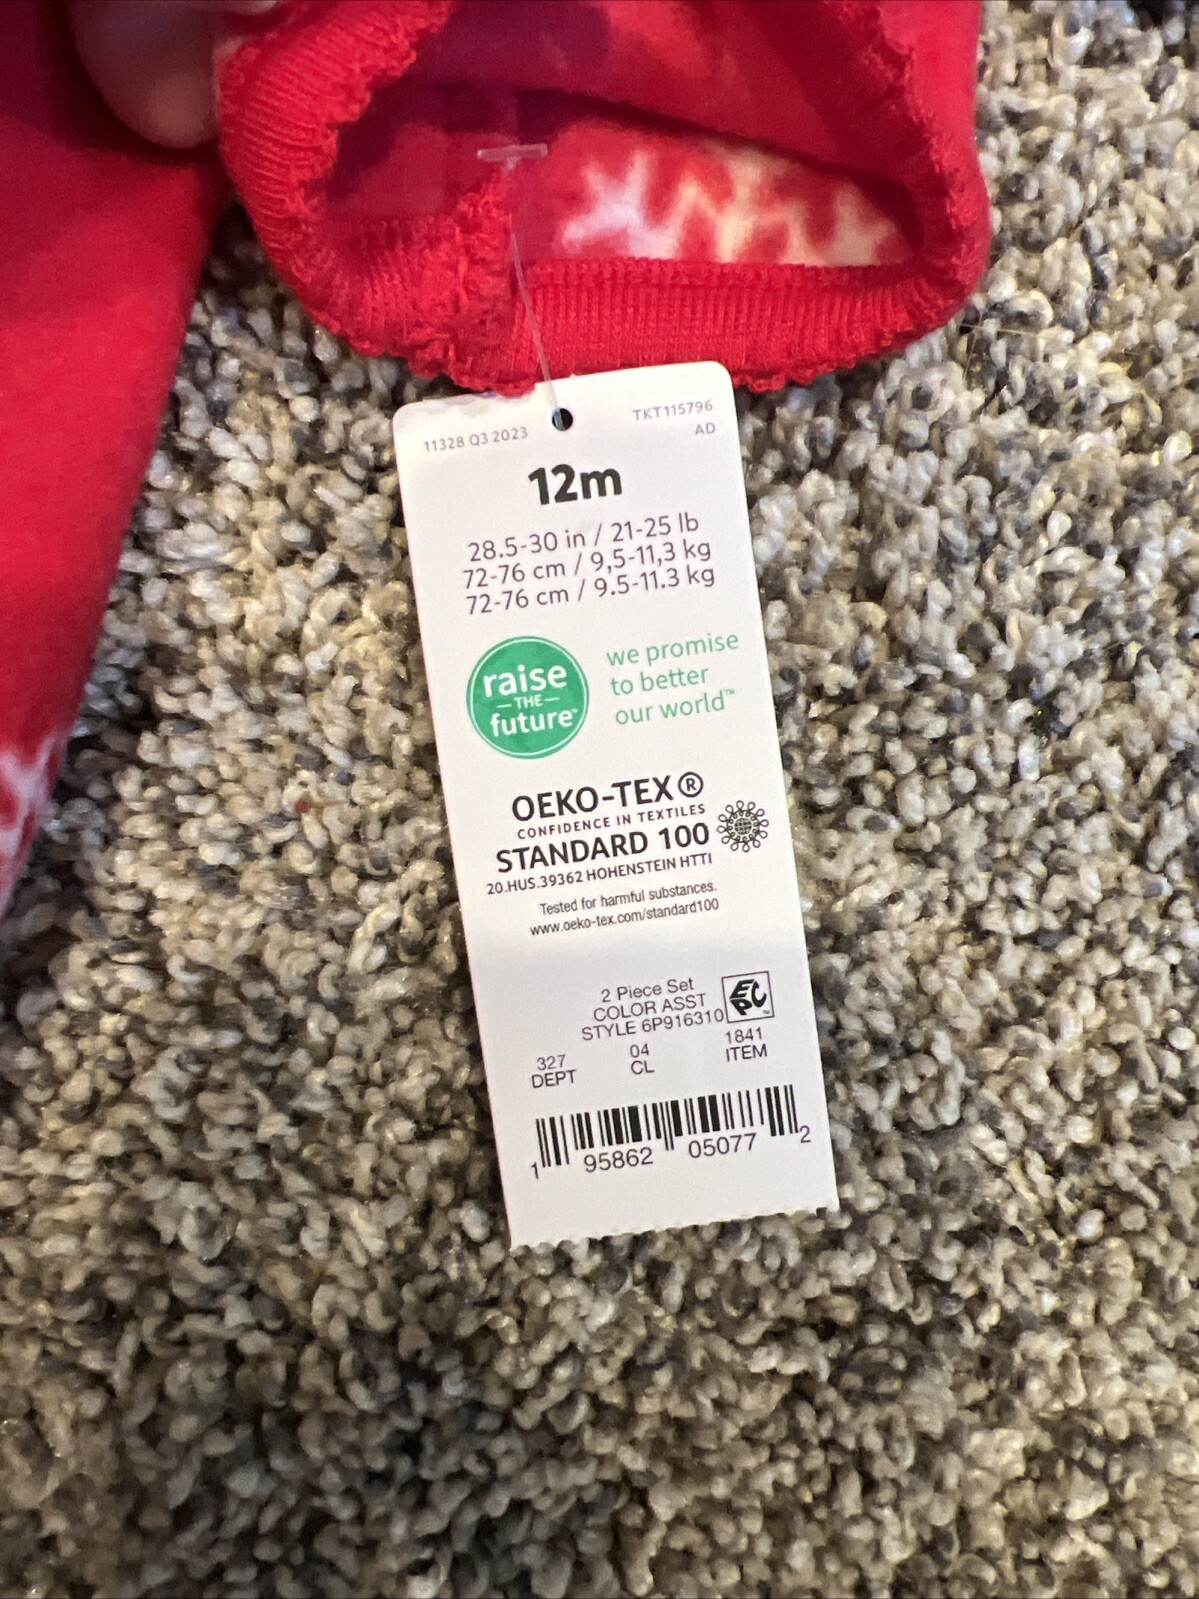 11328 Q3 2023
TKT115796
AD
12m
28.5-30 in / 21-25 lb
72-76 cm / 9,5-11,3 kg
72-76 cm / 9.5-11.3 kg
raise
THE
future™
we promise
to better
our world™
OEKO-TEX®
CONFIDENCE IN TEXTILES
STANDARD 100
20.HUS.39362 HOHENSTEIN HTTI
Tested for harmful substances.
www.oeko-tex.com/standard100
2 Piece Set
COLOR ASST
STYLE 6P916310
EPC™
327 04 1841
DEPT CL ITEM
1 95862 05077 2